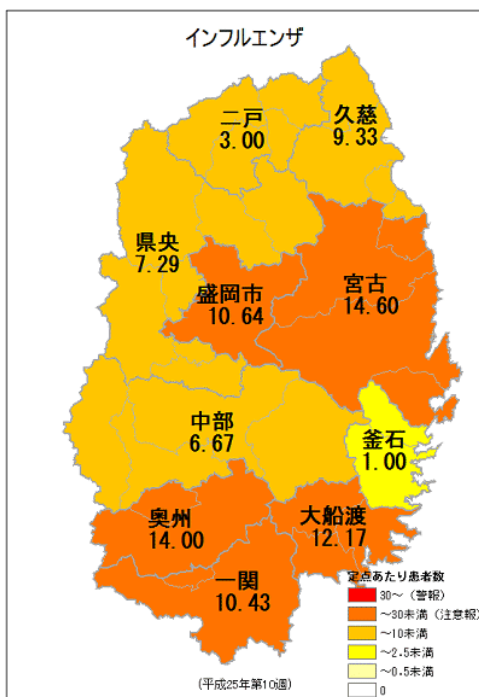 インフルエンザ
二戸
3.00
久慈
9.33
県央
7.29
盛岡市
10.64
宮古
14.60
中部
6.67
釜石
1.00
奥州
14.00
大船渡
12.17
一関
10.43
定点あたり患者数
30～（警報）
～30未満（注意報）
～10未満
～2.5未満
～0.5未満
0
(平成25年第10週)